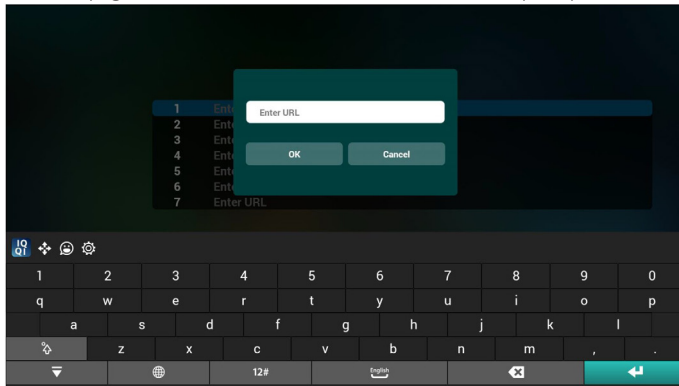 1 Ente
2 Ente
3 Ente
4 Ente
5 Ente
6 Ente
7 Enter URL
Enter URL
OK Cancel
IQ
QI
1 2 3 4 5 6 7 8 9 0
q w e r t y u i o p
a s d f g h j k l
z x c v b n m , .
12# English